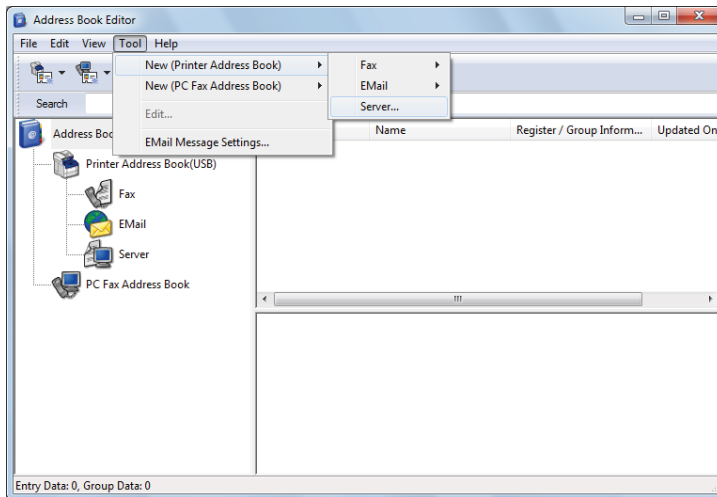 Address Book Editor
File Edit View Tool Help
New (Printer Address Book)
New (PC Fax Address Book)
Edit...
EMail Message Settings...
Fax
EMail
Server...
Search
Name Register / Group Inform... Updated On
Address Boo
Printer Address Book(USB)
Fax
EMail
Server
PC Fax Address Book
Entry Data: 0, Group Data: 0